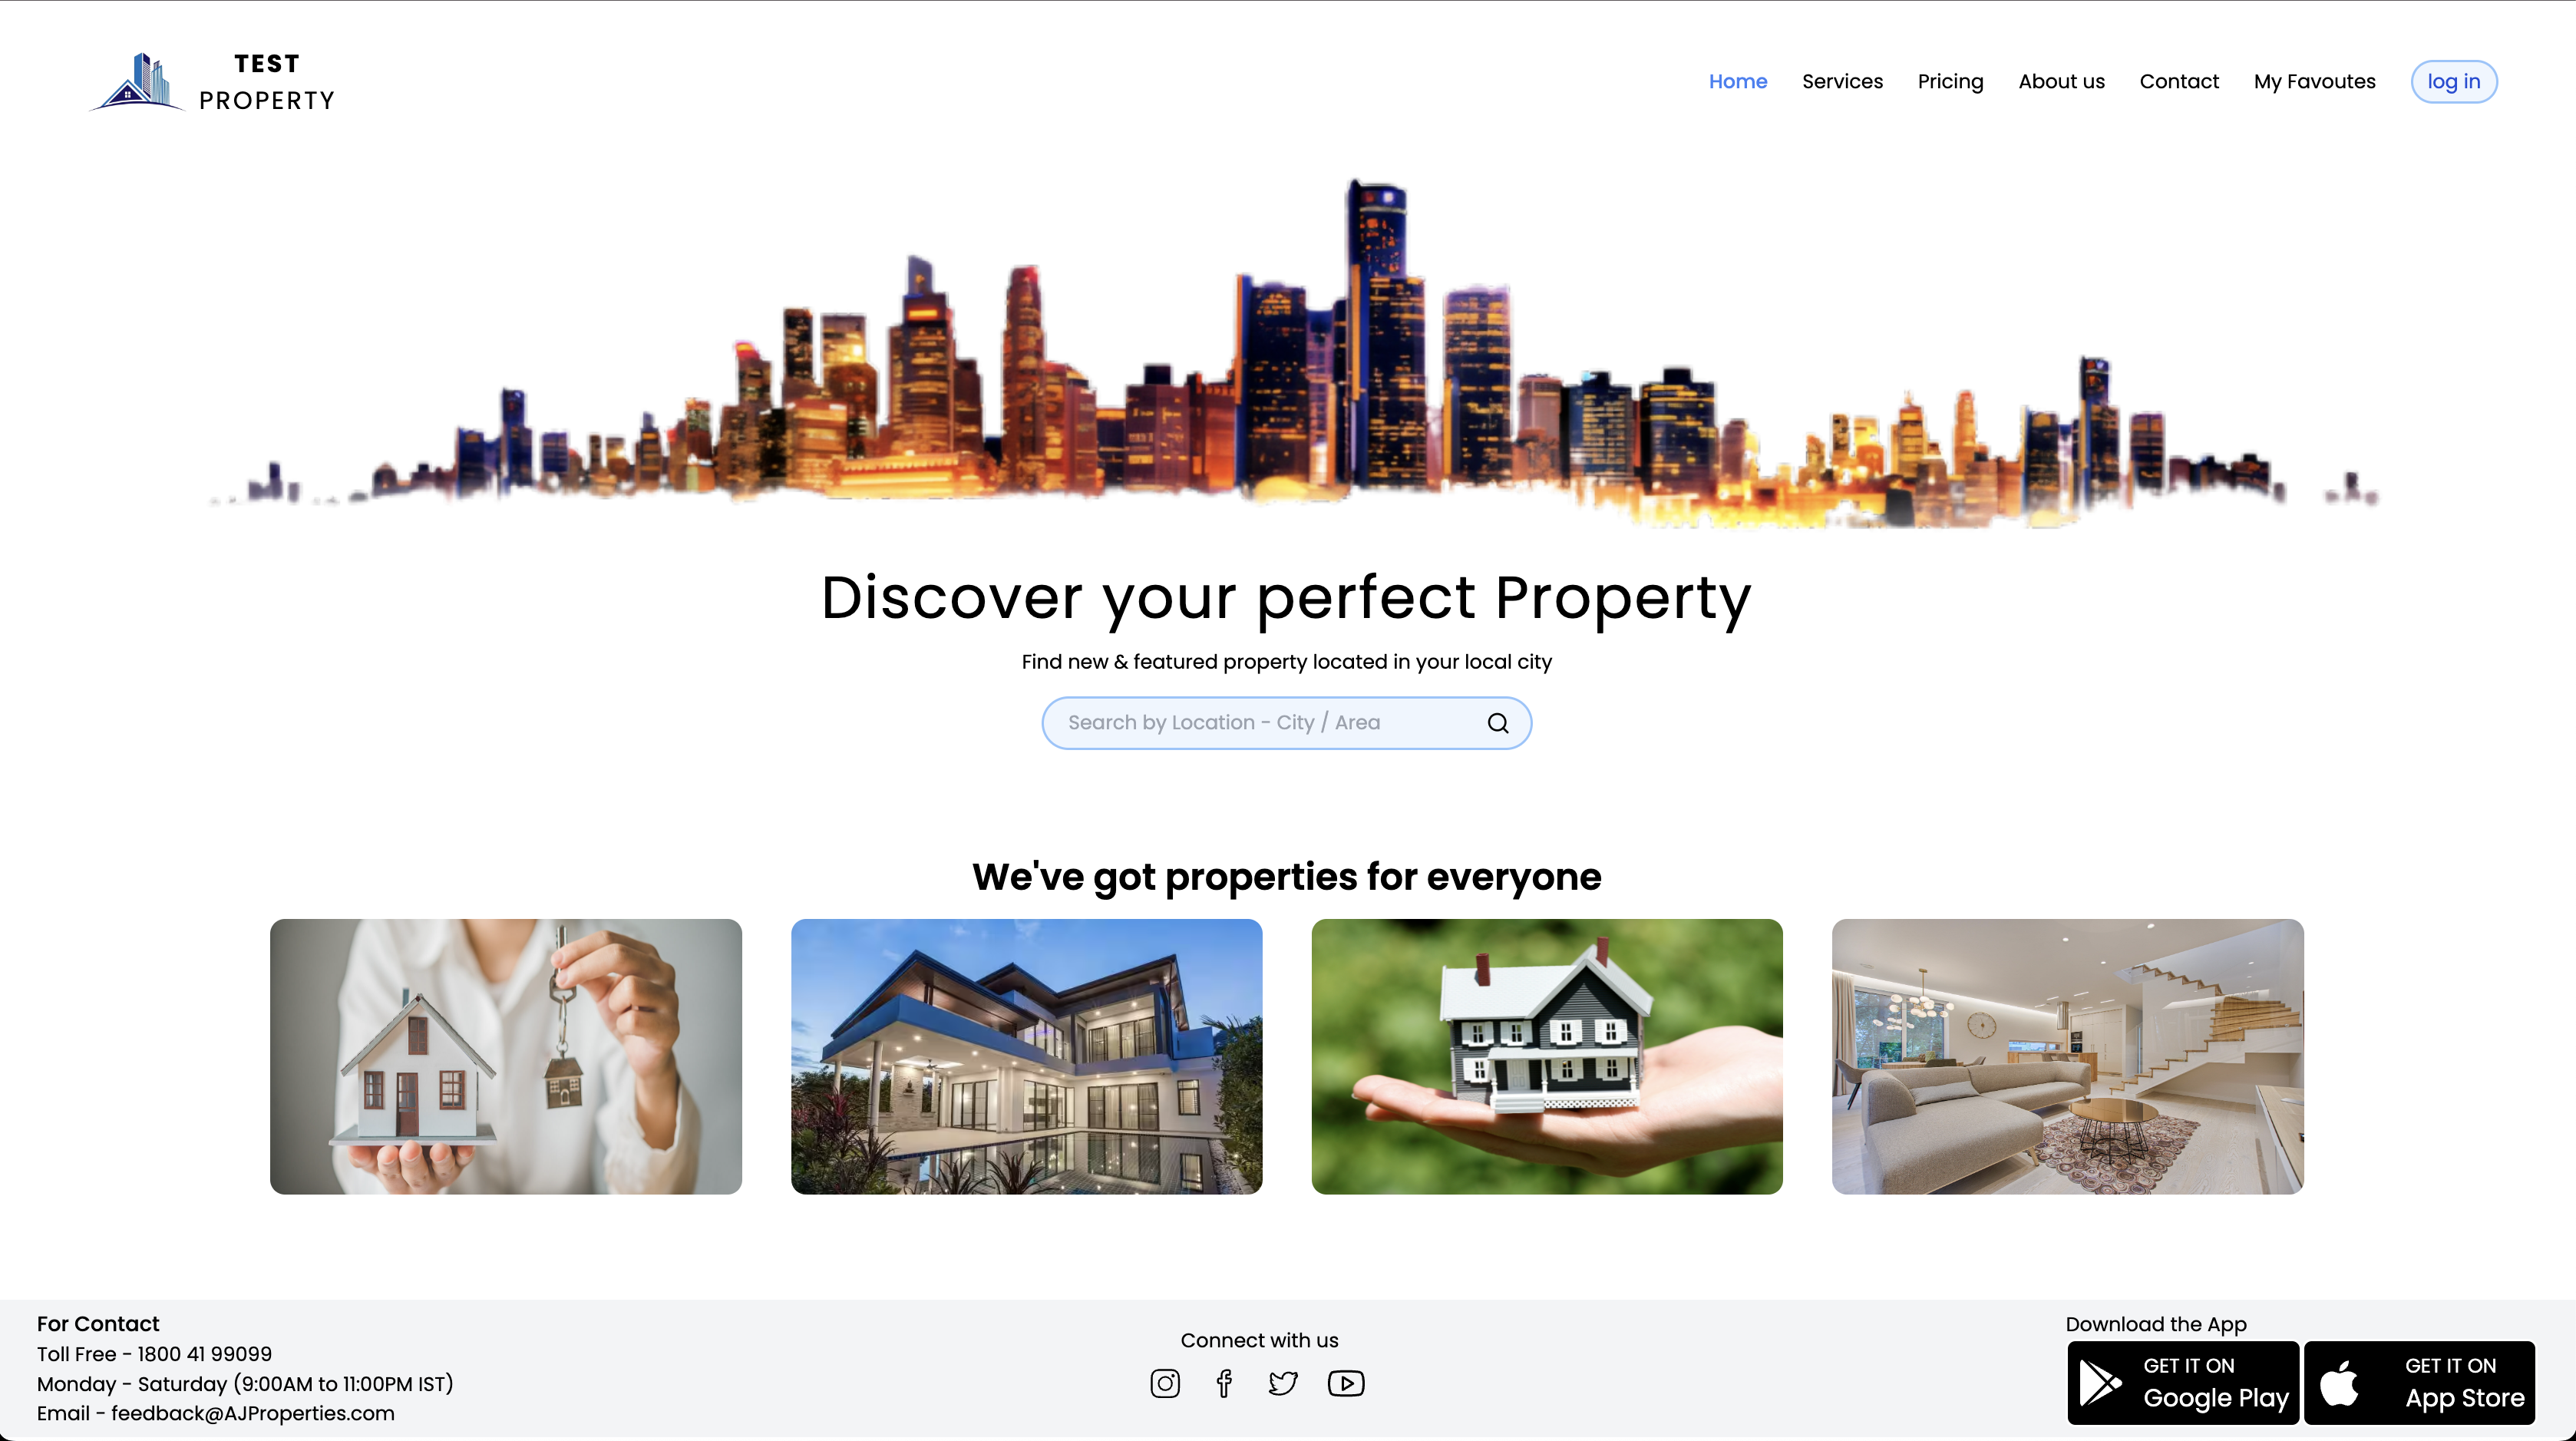 TEST
PROPERTY
Home Services Pricing About us Contact My Favoutes log in
Discover your perfect Property
Find new & featured property located in your local city
Search by Location - City / Area
We've got properties for everyone
For Contact
Toll Free - 1800 41 99099
Monday - Saturday (9:00AM to 11:00PM IST)
Email - feedback@AJProperties.com
Connect with us
Download the App
GET IT ON
Google Play
GET IT ON
App Store